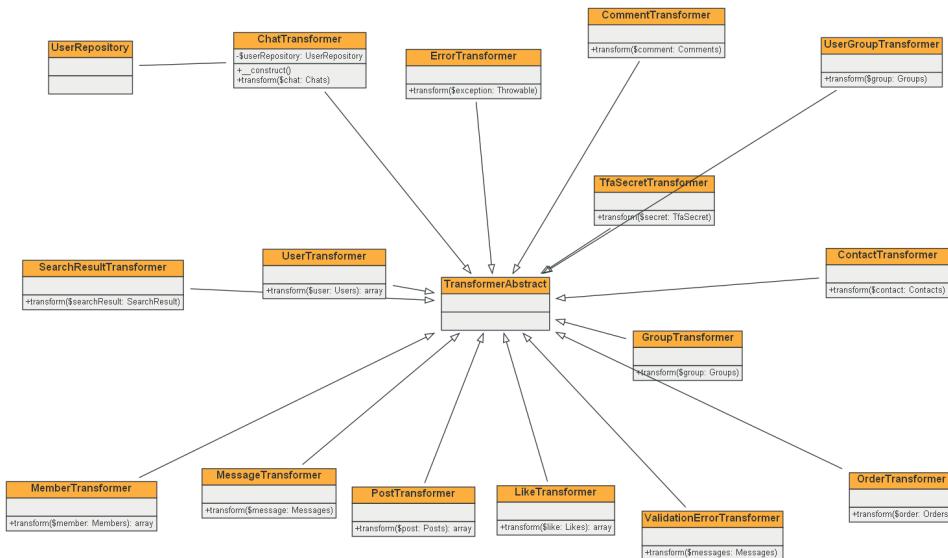 CommentTransformer
+transform($comment: Comments)
ChatTransformer
-$userRepository: UserRepository
+__construct()
+transform($chat: Chats)
UserRepository
UserGroupTransformer
+transform($group: Groups)
ErrorTransformer
+transform($exception: Throwable)
TfaSecretTransformer
+transform($secret: TfaSecret)
UserTransformer
+transform($user: Users): array
SearchResultTransformer
+transform($searchResult: SearchResult)
TransformerAbstract
ContactTransformer
+transform($contact: Contacts)
GroupTransformer
+transform($group: Groups)
MemberTransformer
+transform($member: Members): array
MessageTransformer
+transform($message: Messages)
PostTransformer
+transform($post: Posts): array
LikeTransformer
+transform($like: Likes): array
ValidationErrorTransformer
+transform($messages: Messages)
OrderTransformer
+transform($order: Orders